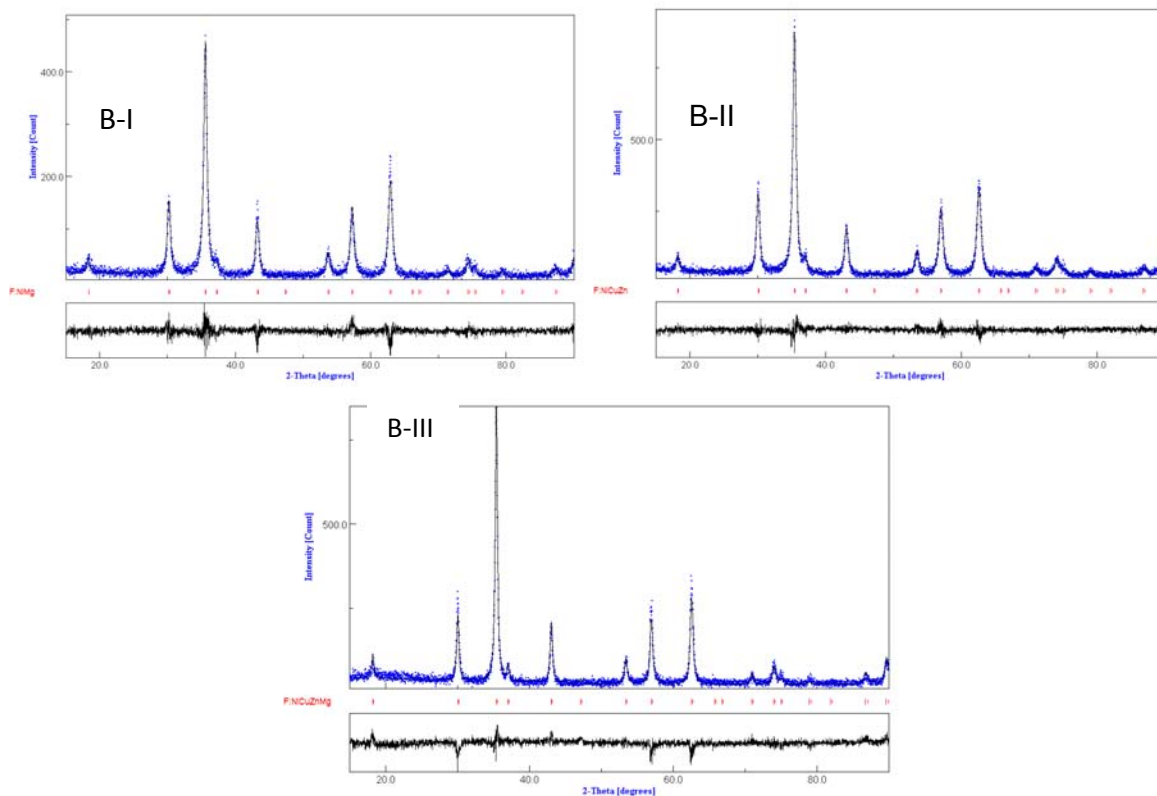 B-I
Intensity [Count]
400.0
200.0
F:NiMg
20.0 40.0 60.0 80.0
2-Theta [degrees]
B-II
Intensity [Count]
500.0
F:NiCuZn
20.0 40.0 60.0 80.0
2-Theta [degrees]
B-III
Intensity [Count]
500.0
F:NiCuZnMg
20.0 40.0 60.0 80.0
2-Theta [degrees]